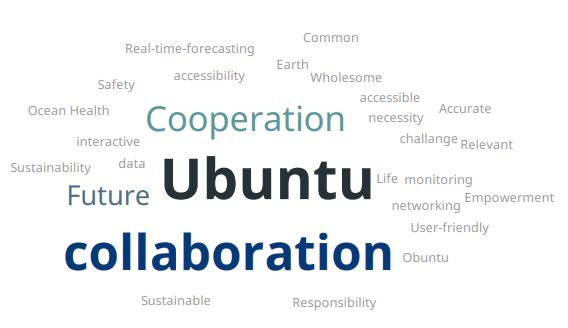 Common
Real-time-forecasting
Earth
accessibility
Wholesome
Safety
accessible
Ocean Health
Cooperation
necessity
Accurate
interactive
challange
Relevant
Sustainability
data
Ubuntu
Life
monitoring
Future
networking
Empowerment
User-friendly
collaboration
Obuntu
Sustainable
Responsibility